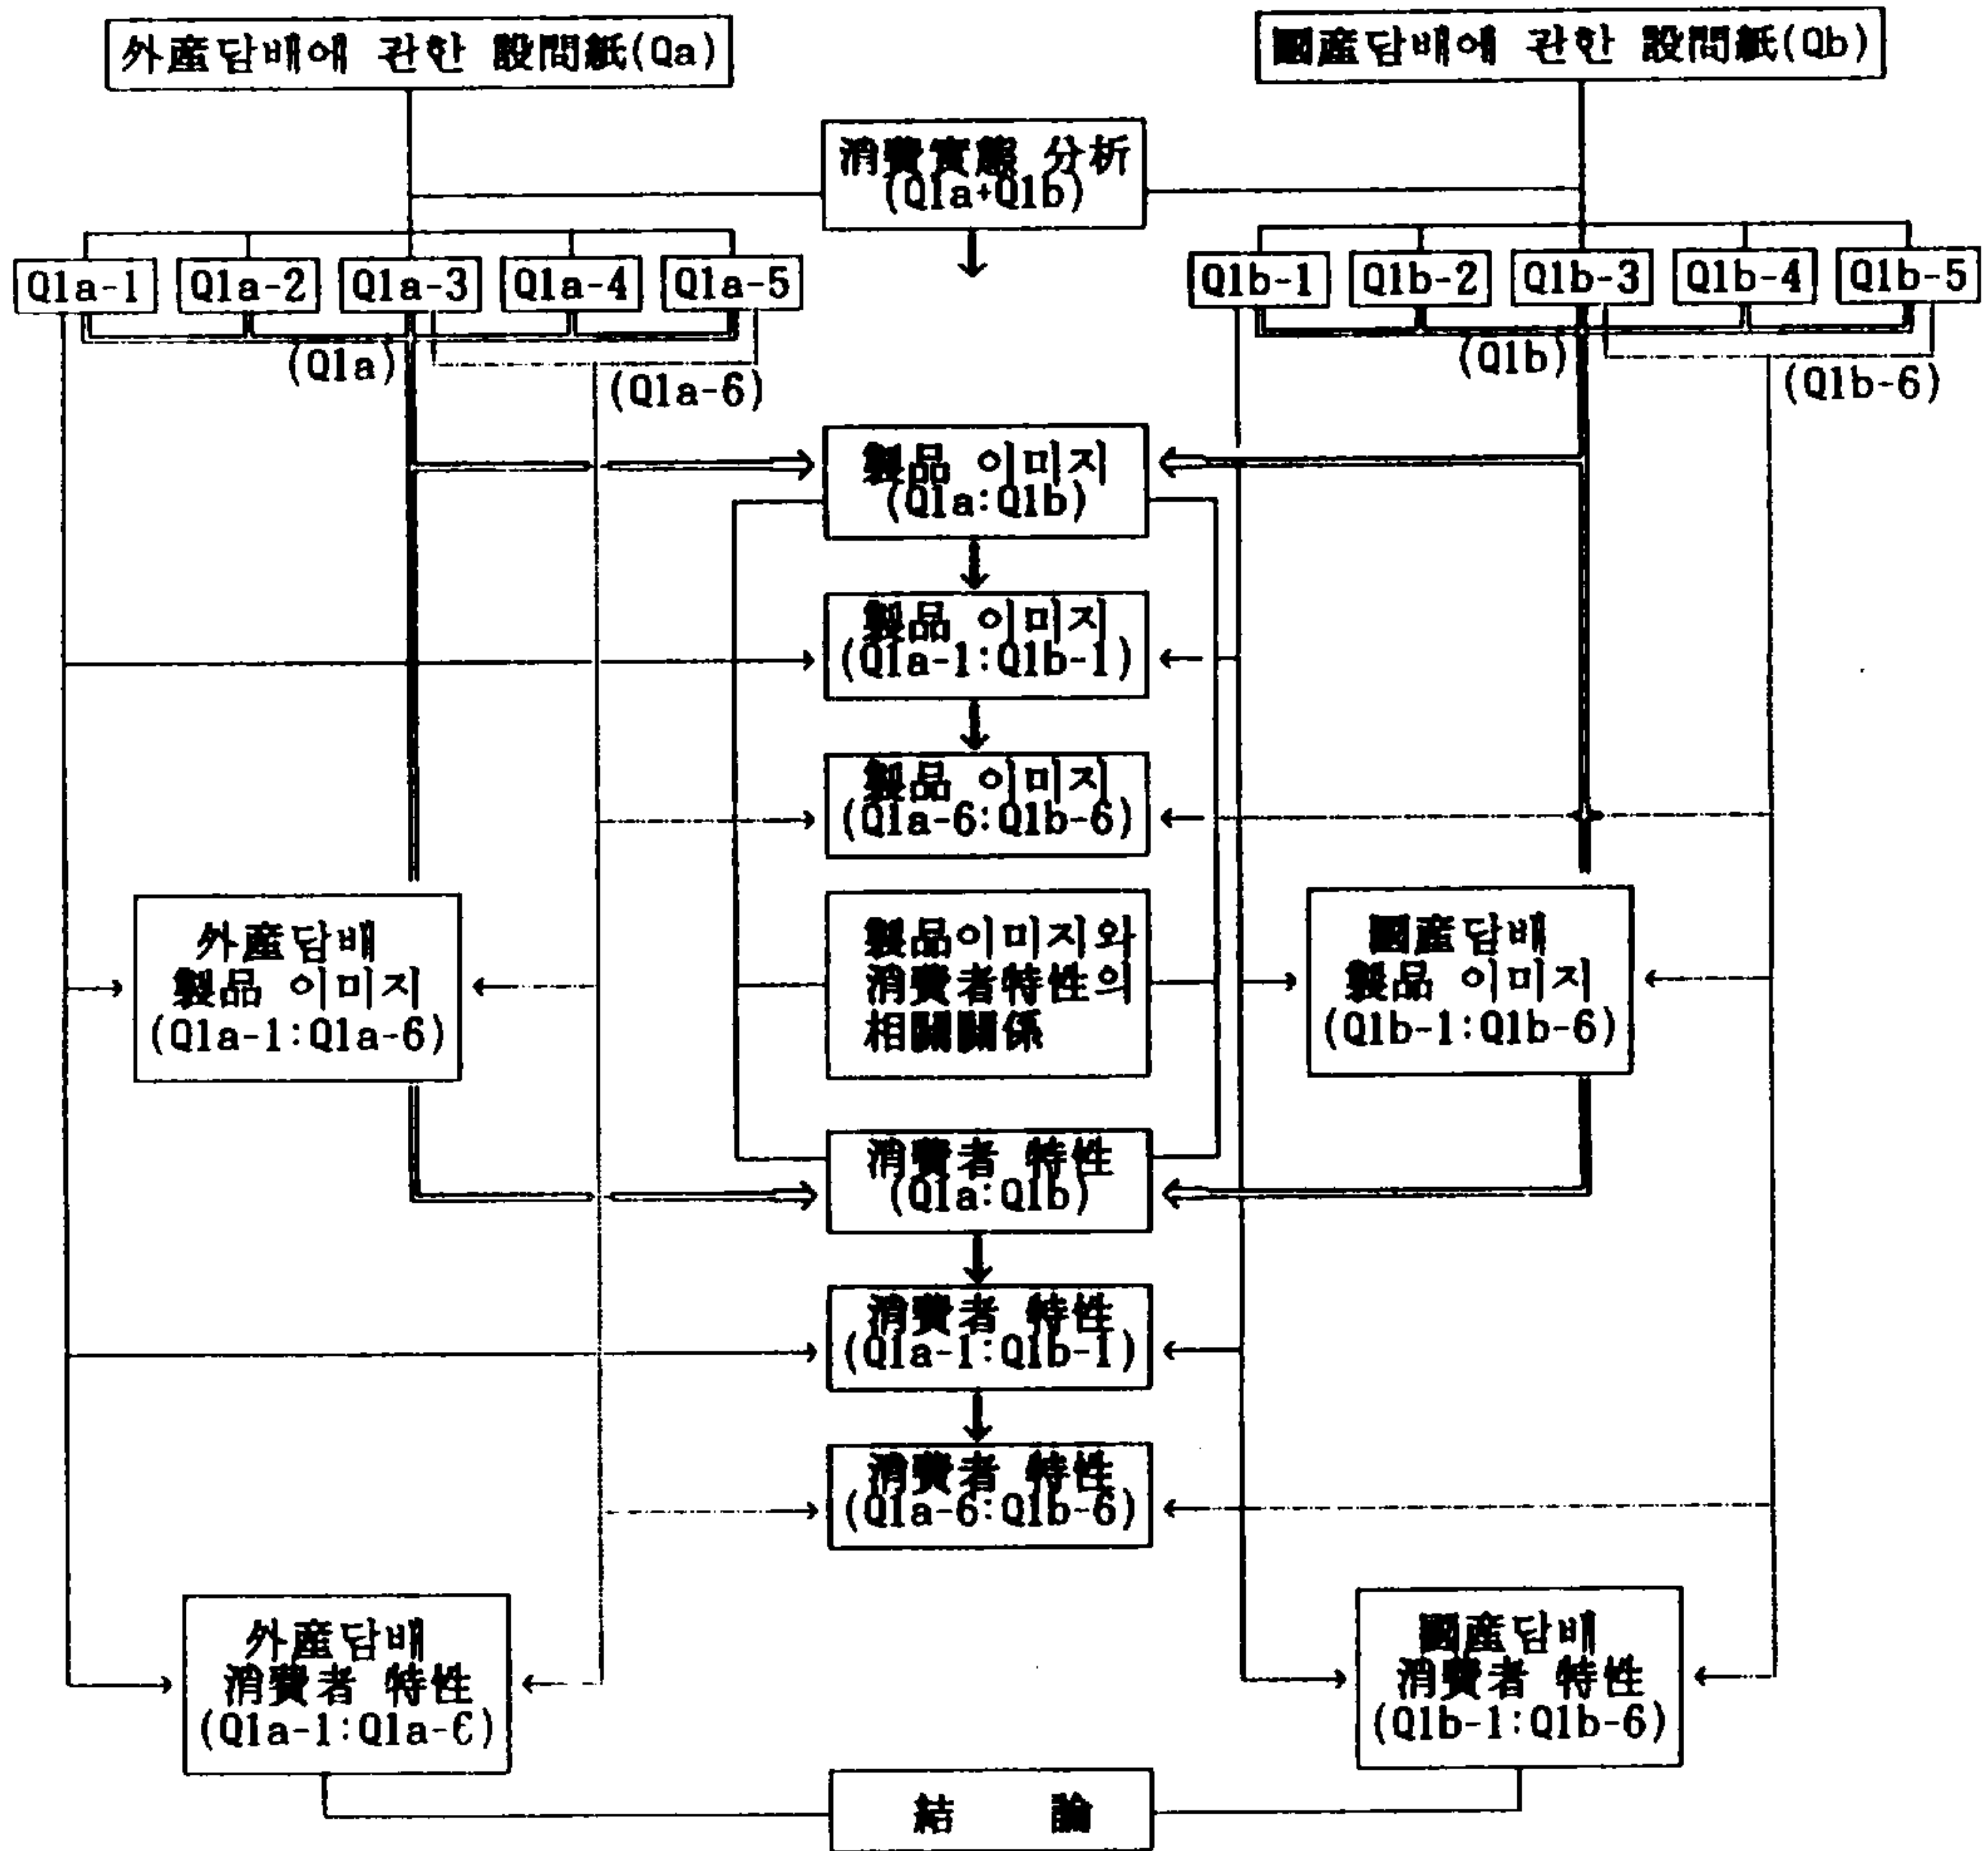 外産담배에 관한 設問紙(Qa)
國産담배에 관한 設問紙(Qb)
消費實態 分析
(Q1a+Q1b)
Q1a-1
Q1a-2
Q1a-3
Q1a-4
Q1a-5
Q1b-1
Q1b-2
Q1b-3
Q1b-4
Q1b-5
(Q1a)
(Q1a-6)
(Q1b)
(Q1b-6)
製品 이미지
(Q1a:Q1b)
製品 이미지
(Q1a-1:Q1b-1)
製品 이미지
(Q1a-6:Q1b-6)
外産담배
製品 이미지
(Q1a-1:Q1a-6)
製品이미지와
消費者特性의
相關關係
國産담배
製品 이미지
(Q1b-1:Q1b-6)
消費者 特性
(Q1a:Q1b)
消費者 特性
(Q1a-1:Q1b-1)
消費者 特性
(Q1a-6:Q1b-6)
外産담배
消費者 特性
(Q1a-1:Q1a-6)
國産담배
消費者 特性
(Q1b-1:Q1b-6)
結 論